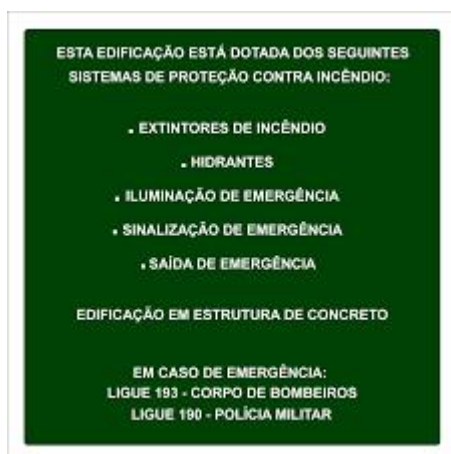 ESTA EDIFICAÇÃO ESTÁ DOTADA DOS SEGUINTES
SISTEMAS DE PROTEÇÃO CONTRA INCÊNDIO:
. EXTINTORES DE INCÊNDIO
. HIDRANTES
. ILUMINAÇÃO DE EMERGÊNCIA
. SINALIZAÇÃO DE EMERGÊNCIA
. SAÍDA DE EMERGÊNCIA
EDIFICAÇÃO EM ESTRUTURA DE CONCRETO
EM CASO DE EMERGÊNCIA:
LIGUE 193 - CORPO DE BOMBEIROS
LIGUE 190 - POLÍCIA MILITAR